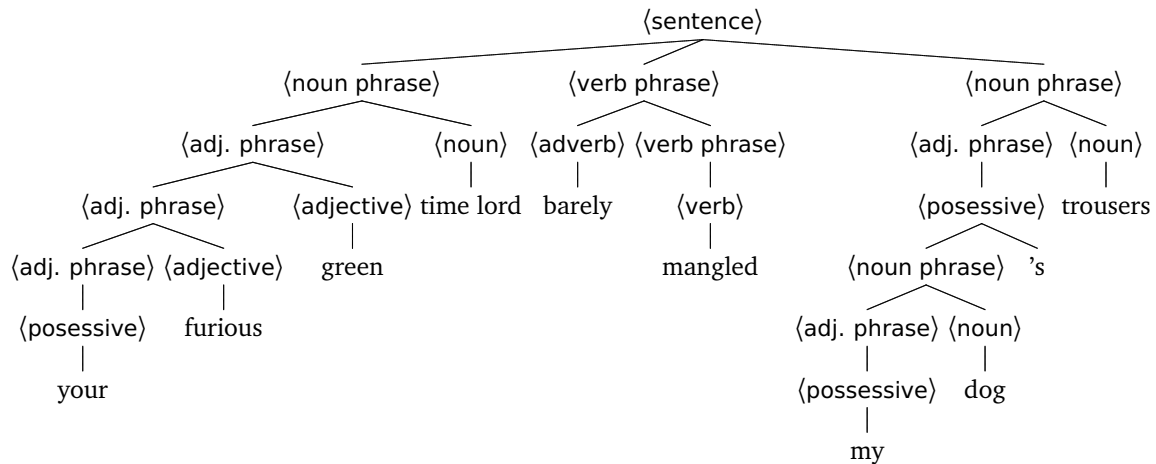 ⟨sentence⟩
⟨noun phrase⟩ ⟨verb phrase⟩ ⟨noun phrase⟩
⟨adj. phrase⟩ ⟨noun⟩ ⟨adverb⟩ ⟨verb phrase⟩ ⟨adj. phrase⟩ ⟨noun⟩
⟨adj. phrase⟩ ⟨adjective⟩ time lord barely ⟨verb⟩ ⟨posessive⟩ trousers
⟨adj. phrase⟩ ⟨adjective⟩ green mangled ⟨noun phrase⟩ ’s
⟨posessive⟩ furious ⟨adj. phrase⟩ ⟨noun⟩
your ⟨possessive⟩ dog
my